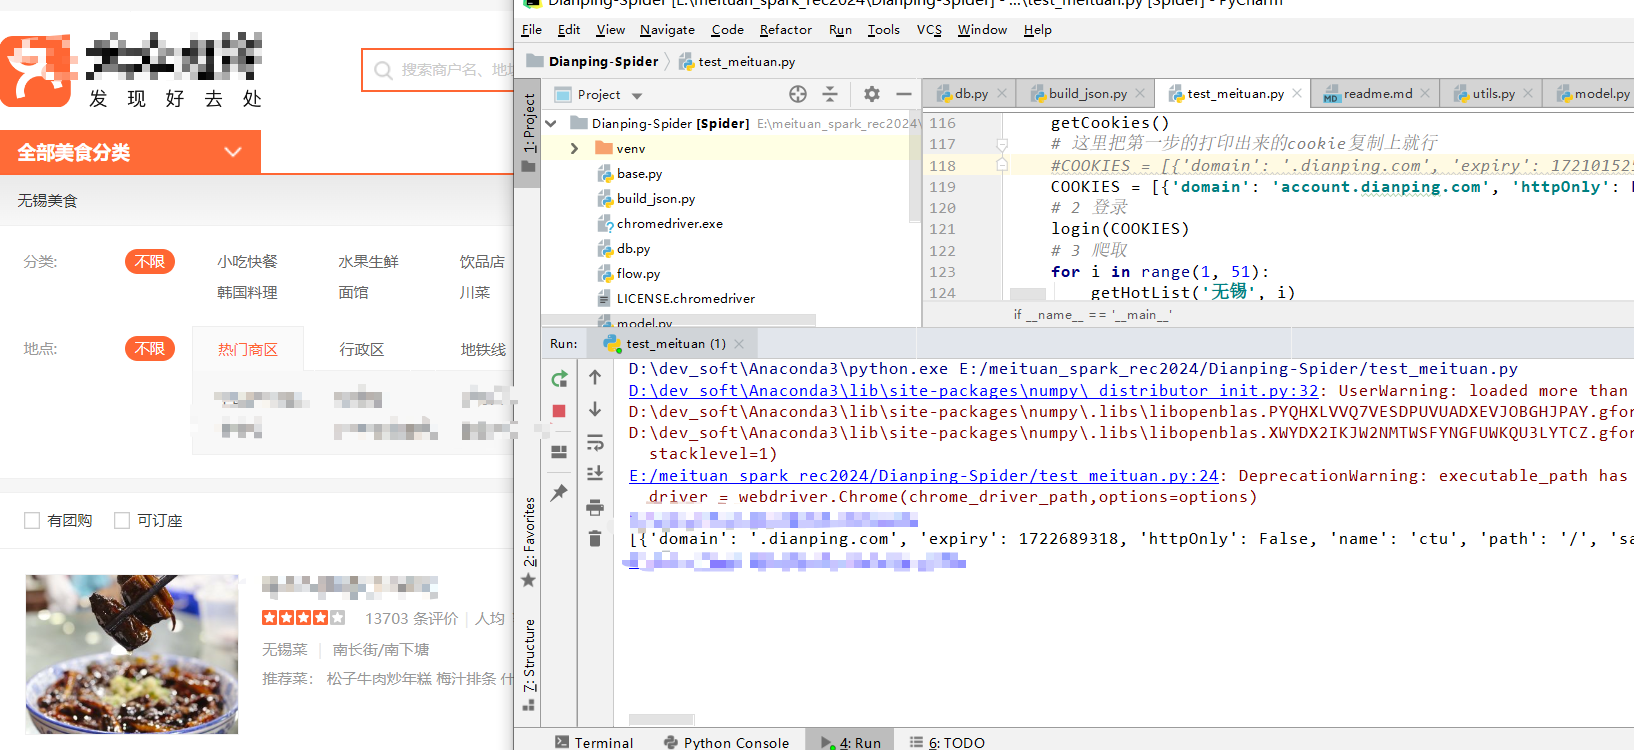 Dianping-Spider [E:\meituan_spark_rec2024\Dianping-Spider] - ...\test_meituan.py [Spider] - PyCharm
File Edit View Navigate Code Refactor Run Tools VCS Window Help
Dianping-Spider test_meituan.py
搜索商户名、地
发现好去处
全部美食分类
无锡美食
分类: 不限 小吃快餐 水果生鲜 饮品店
韩国料理 面馆 川菜
地点: 不限 热门商区 行政区 地铁线
有团购 可订座
13703 条评价 人均
无锡菜 南长街/南下塘
推荐菜: 松子牛肉炒年糕 梅汁排条 什
1: Project
2: Favorites
7: Structure
Project
Dianping-Spider [Spider] E:\meituan_spark_rec2024\
venv
base.py
build_json.py
chromedriver.exe
db.py
flow.py
LICENSE.chromedriver
model.py
db.py build_json.py test_meituan.py readme.md utils.py model.py
116 getCookies()
117 # 这里把第一步的打印出来的cookie复制上就行
118 #COOKIES = [{'domain': '.dianping.com', 'expiry': 172101525
119 COOKIES = [{'domain': 'account.dianping.com', 'httpOnly':
120 # 2 登录
121 login(COOKIES)
122 # 3 爬取
123 for i in range(1, 51):
124 getHotList('无锡', i)
if __name__ == '__main__'
Run: test_meituan (1)
D:\dev_soft\Anaconda3\python.exe E:/meituan_spark_rec2024/Dianping-Spider/test_meituan.py
D:\dev_soft\Anaconda3\lib\site-packages\numpy\_distributor_init.py:32: UserWarning: loaded more than
D:\dev_soft\Anaconda3\lib\site-packages\numpy\.libs\libopenblas.PYQHXLVVQ7VESDPUVUADXEVJOBGHJPAY.gfor
D:\dev_soft\Anaconda3\lib\site-packages\numpy\.libs\libopenblas.XWYDX2IKJW2NMTWSFYNGFUWKQU3LYTCZ.gfor
stacklevel=1)
E:/meituan_spark_rec2024/Dianping-Spider/test_meituan.py:24: DeprecationWarning: executable_path has
driver = webdriver.Chrome(chrome_driver_path,options=options)
[{'domain': '.dianping.com', 'expiry': 1722689318, 'httpOnly': False, 'name': 'ctu', 'path': '/', 'sa
Terminal Python Console 4: Run 6: TODO